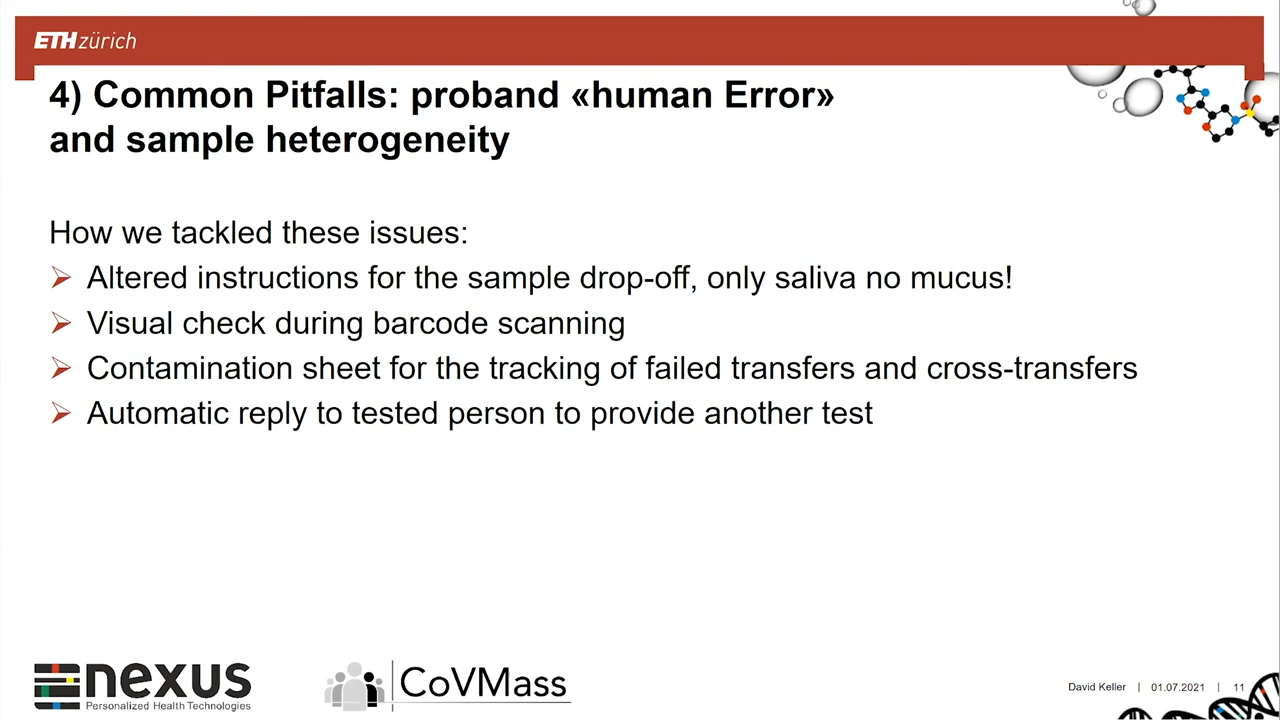 ETH zürich
4) Common Pitfalls: proband «human Error»
and sample heterogeneity
How we tackled these issues:
Altered instructions for the sample drop-off, only saliva no mucus!
Visual check during barcode scanning
Contamination sheet for the tracking of failed transfers and cross-transfers
Automatic reply to tested person to provide another test
nexus
Personalized Health Technologies
CoVMass
David Keller | 01.07.2021 | 11